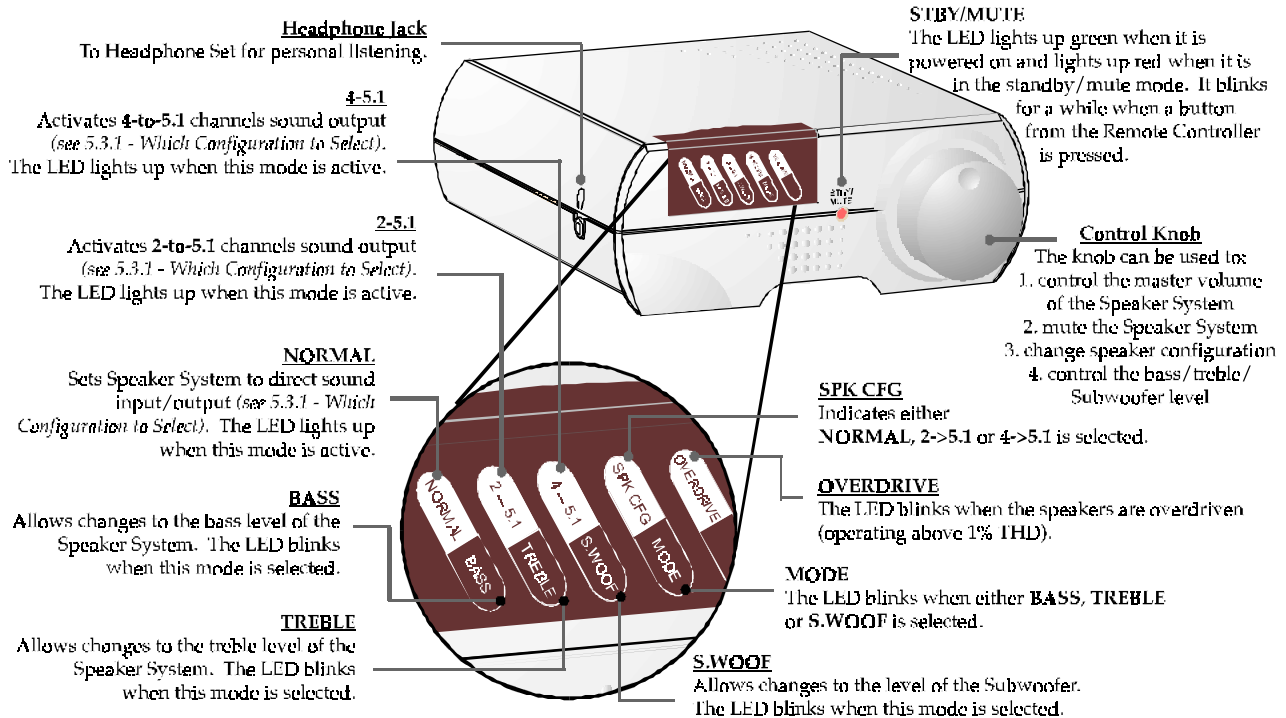 Headphone Jack
To Headphone Set for personal listening.
4-5.1
Activates 4-to-5.1 channels sound output
(see 5.3.1 - Which Configuration to Select).
The LED lights up when this mode is active.
2-5.1
Activates 2-to-5.1 channels sound output
(see 5.3.1 - Which Configuration to Select).
The LED lights up when this mode is active.
NORMAL
Sets Speaker System to direct sound
input/output (see 5.3.1 - Which
Configuration to Select). The LED lights up
when this mode is active.
BASS
Allows changes to the bass level of the
Speaker System. The LED blinks
when this mode is selected.
TREBLE
Allows changes to the treble level of the
Speaker System. The LED blinks
when this mode is selected.
STBY/MUTE
The LED lights up green when it is
powered on and lights up red when it is
in the standby/mute mode. It blinks
for a while when a button
from the Remote Controller
is pressed.
STBY/
MUTE
Control Knob
The knob can be used to:
1. control the master volume
of the Speaker System
2. mute the Speaker System
3. change speaker configuration
4. control the bass/treble/
Subwoofer level
SPK CFG
Indicates either
NORMAL, 2->5.1 or 4->5.1 is selected.
OVERDRIVE
The LED blinks when the speakers are overdriven
(operating above 1% THD).
MODE
The LED blinks when either BASS, TREBLE
or S.WOOF is selected.
S.WOOF
Allows changes to the level of the Subwoofer.
The LED blinks when this mode is selected.
NORMAL
BASS
2 – 5.1
TREBLE
4 – 5.1
S.WOOF
SPK CFG
MODE
OVERDRIVE